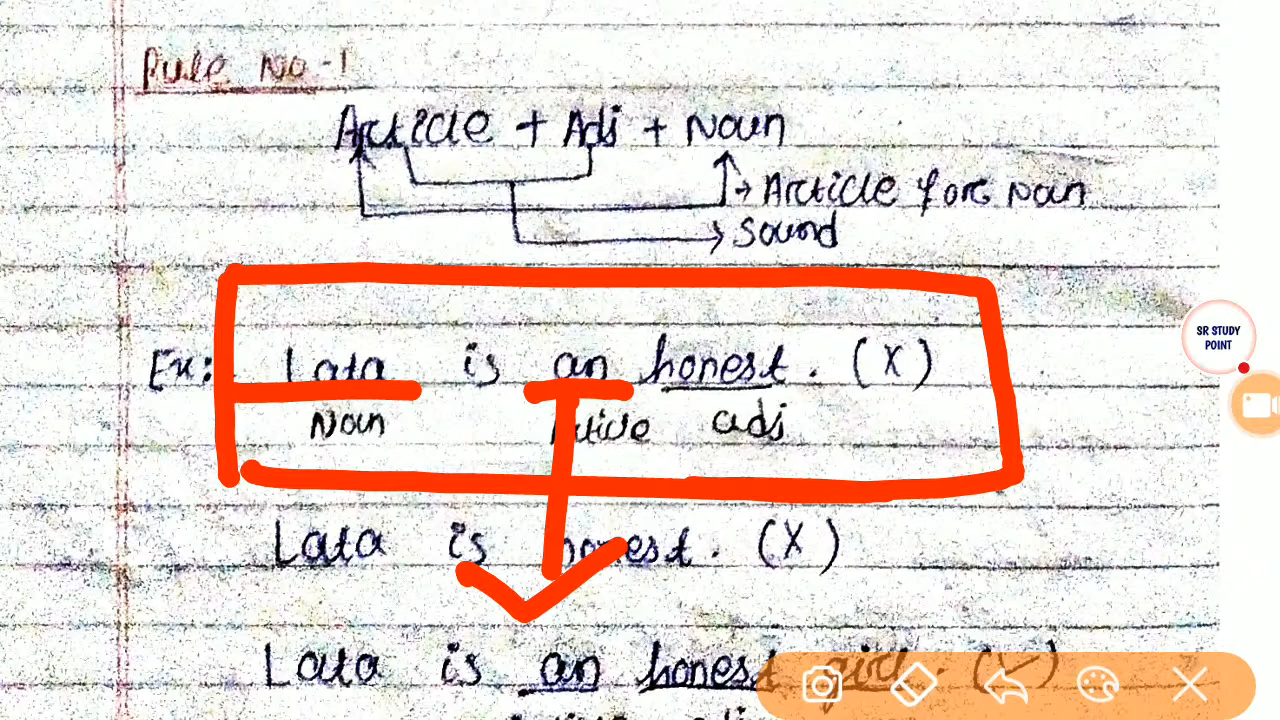 Rule No-1
Article + Adj + Noun
→ Article for Noun
→ Sound
Ex: Lata is an honest. (X)
Noun adj
Lata is honest. (X)
Lata is an honest girl. (✓)
SR STUDY
POINT